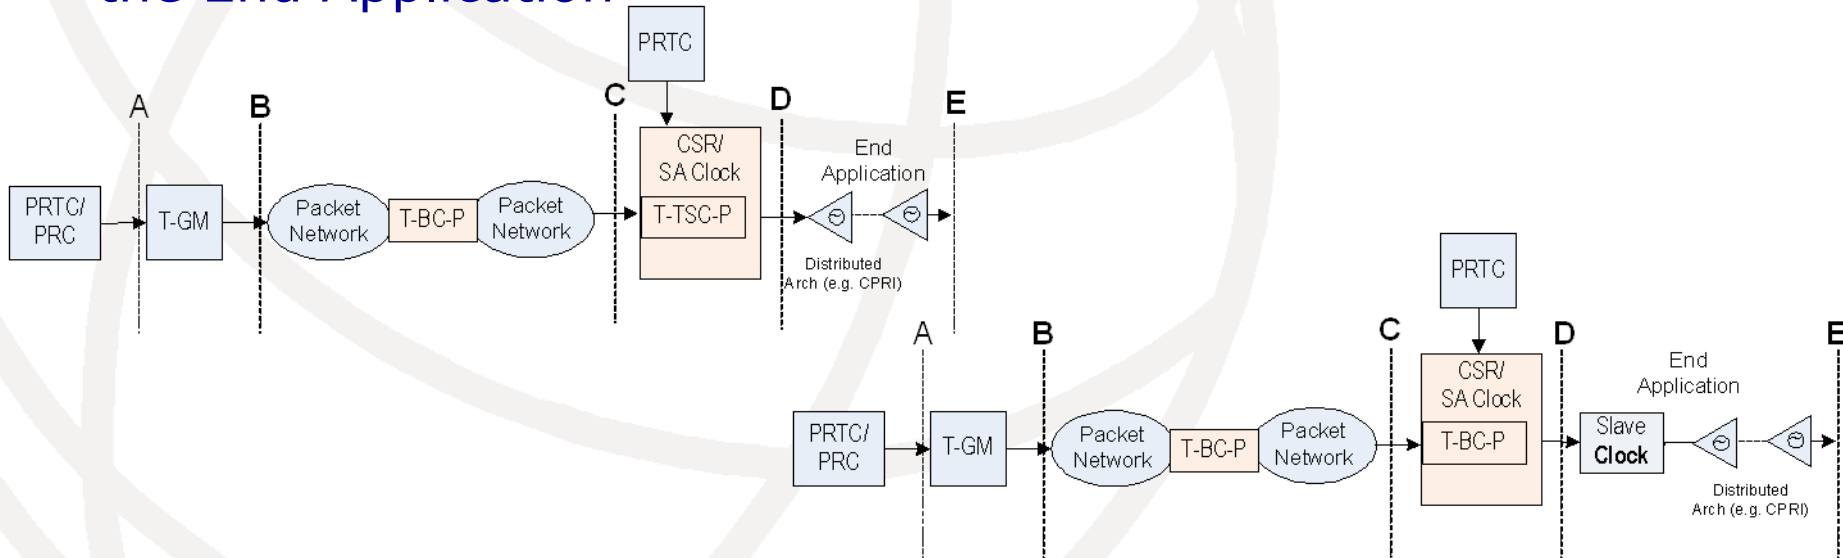 the End Application
PRTC
A
B
C
D
E
CSR/
SA Clock
End
Application
PRTC/
PRC
T-GM
Packet
Network
T-BC-P
Packet
Network
T-TSC-P
Distributed
Arch (e.g. CPRI)
PRTC
A
B
C
D
E
CSR/
SA Clock
End
Application
PRTC/
PRC
T-GM
Packet
Network
T-BC-P
Packet
Network
T-BC-P
Slave
Clock
Distributed
Arch (e.g. CPRI)